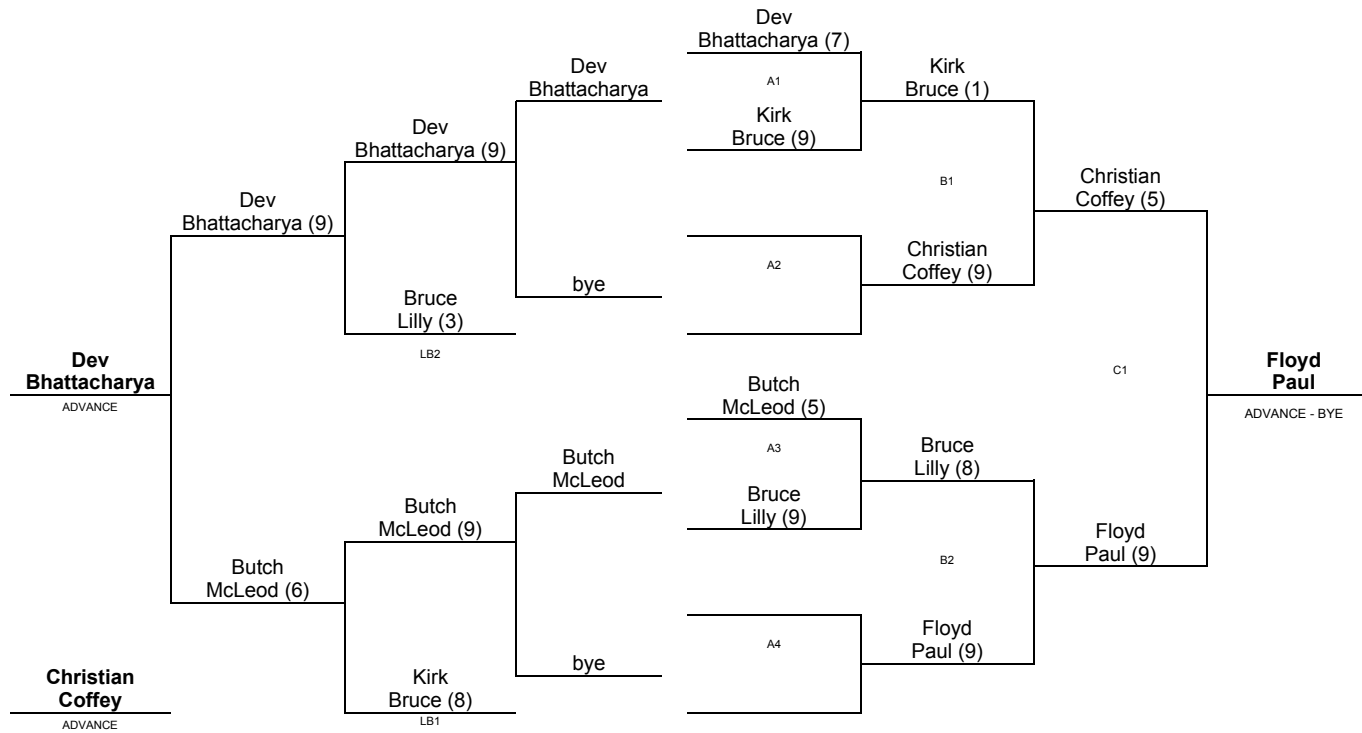 Dev
Bhattacharya (7)
Dev
Bhattacharya
A1
Kirk
Bruce (1)
Kirk
Bruce (9)
Dev
Bhattacharya (9)
B1
Christian
Coffey (5)
Dev
Bhattacharya (9)
A2
Christian
Coffey (9)
bye
Bruce
Lilly (3)
LB2
Dev
Bhattacharya
ADVANCE
C1
Floyd
Paul
ADVANCE - BYE
Butch
McLeod (5)
A3
Butch
McLeod
Bruce
Lilly (8)
Bruce
Lilly (9)
Butch
McLeod (9)
B2
Floyd
Paul (9)
Butch
McLeod (6)
A4
Floyd
Paul (9)
bye
Christian
Coffey
ADVANCE
Kirk
Bruce (8)
LB1